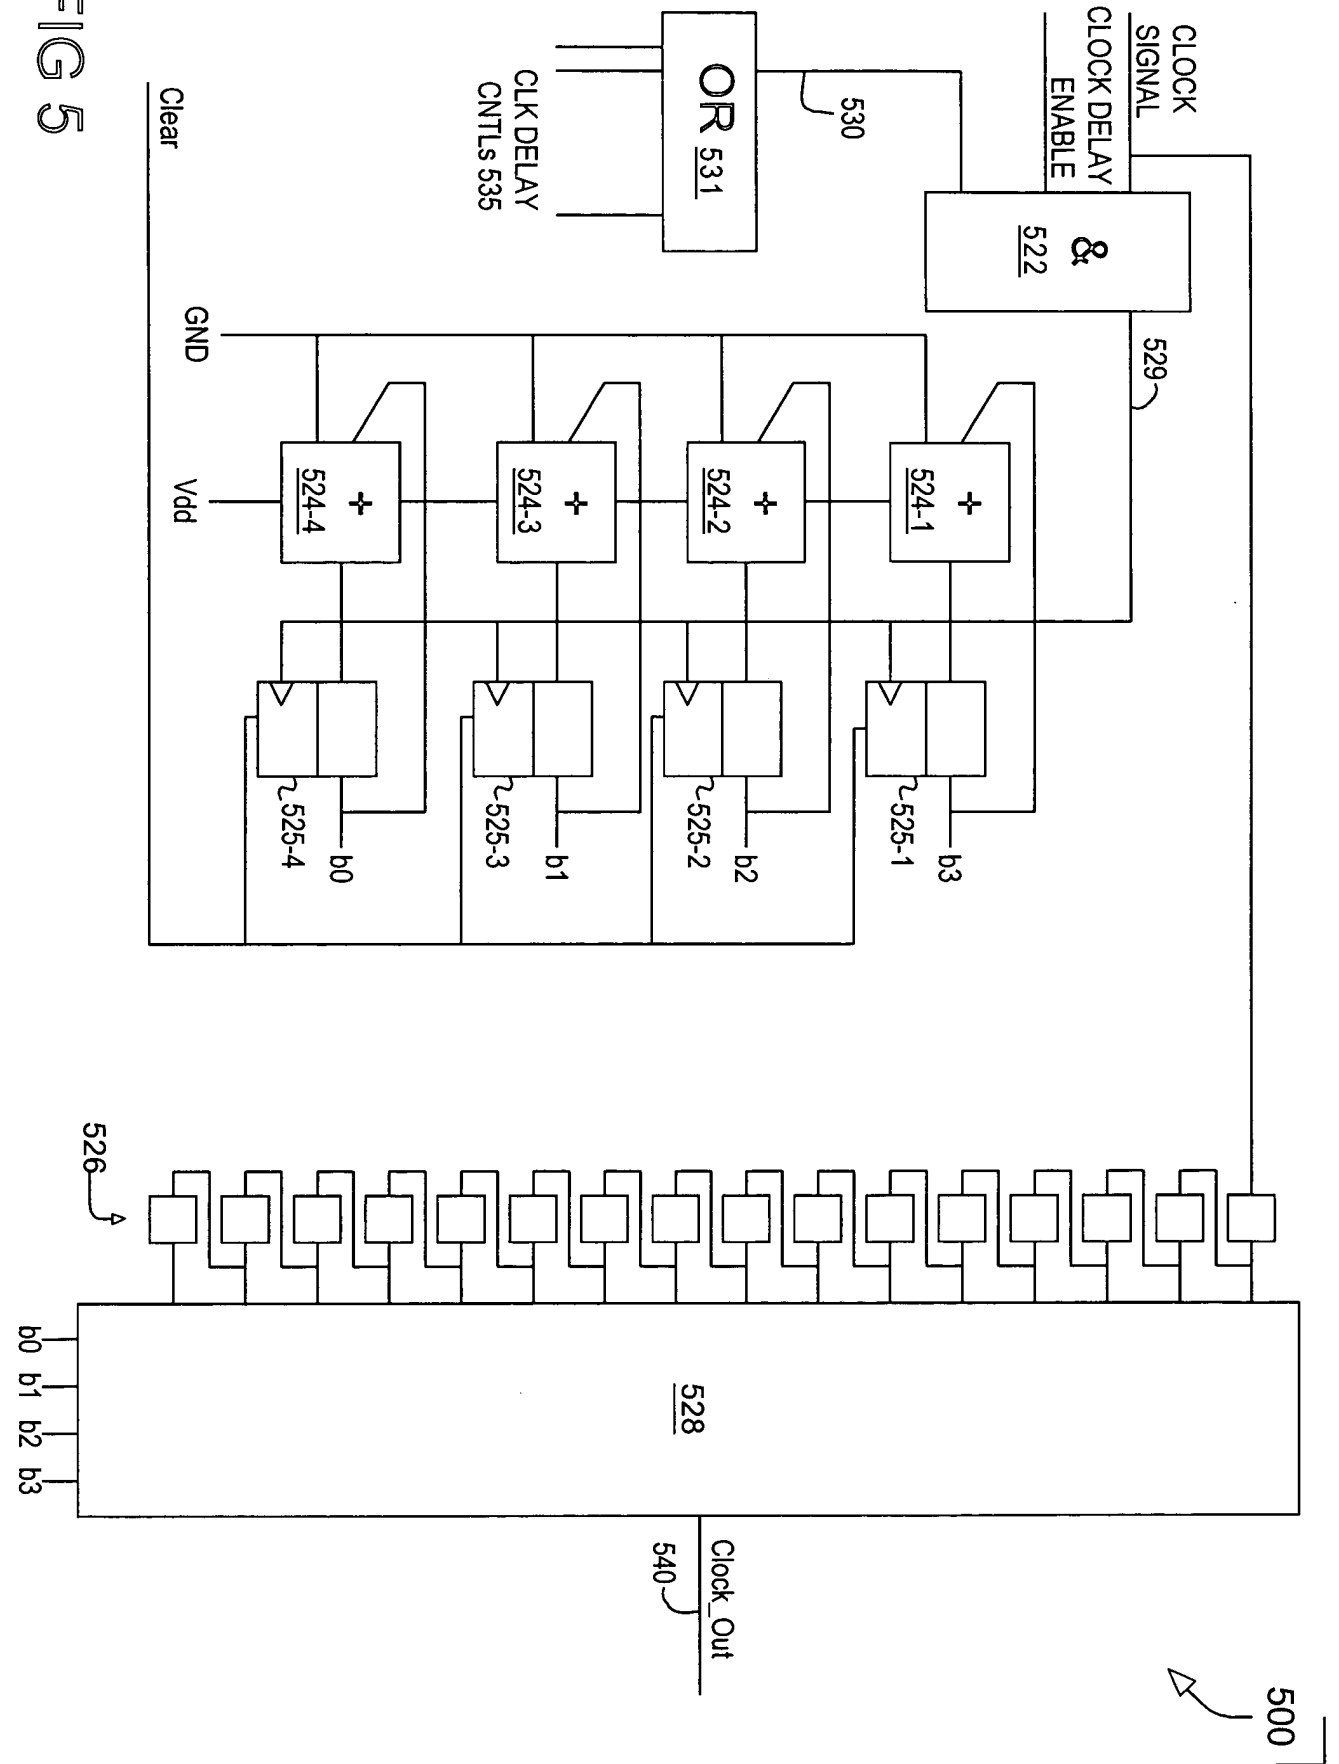 500
CLOCK
SIGNAL
CLOCK DELAY
ENABLE
&
522
529
530
OR 531
CLK DELAY
CNTLs 535
+
524-1
525-1
b3
+
524-2
525-2
b2
+
524-3
525-3
b1
+
524-4
525-4
b0
GND
Vdd
Clear
526
528
Clock_Out
540
b0 b1 b2 b3
FIG 5